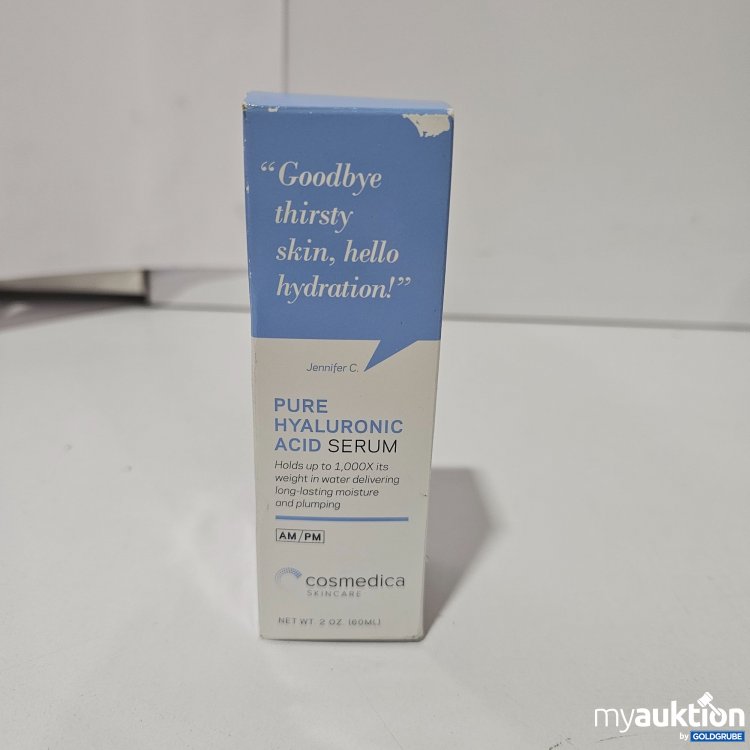 “Goodbye
thirsty
skin, hello
hydration!”
Jennifer C.
PURE
HYALURONIC
ACID SERUM
Holds up to 1,000X its
weight in water delivering
long-lasting moisture
and plumping
AM/PM
cosmedica
SKINCARE
NET WT. 2 OZ. (60ML)
myauktion
by GOLDGRUBE